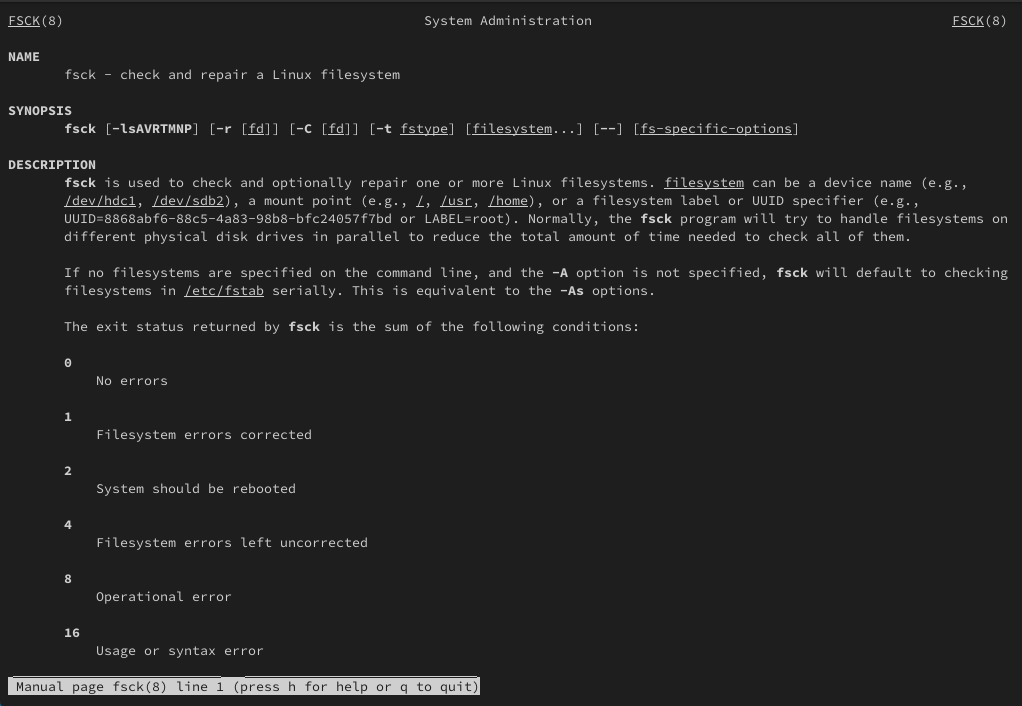 FSCK(8) System Administration FSCK(8)
NAME
fsck - check and repair a Linux filesystem
SYNOPSIS
fsck [-lsAVRTMNP] [-r [fd]] [-C [fd]] [-t fstype] [filesystem...] [--] [fs-specific-options]
DESCRIPTION
fsck is used to check and optionally repair one or more Linux filesystems. filesystem can be a device name (e.g.,
/dev/hdc1, /dev/sdb2), a mount point (e.g., /, /usr, /home), or a filesystem label or UUID specifier (e.g.,
UUID=8868abf6-88c5-4a83-98b8-bfc24057f7bd or LABEL=root). Normally, the fsck program will try to handle filesystems on
different physical disk drives in parallel to reduce the total amount of time needed to check all of them.
If no filesystems are specified on the command line, and the -A option is not specified, fsck will default to checking
filesystems in /etc/fstab serially. This is equivalent to the -As options.
The exit status returned by fsck is the sum of the following conditions:
0
No errors
1
Filesystem errors corrected
2
System should be rebooted
4
Filesystem errors left uncorrected
8
Operational error
16
Usage or syntax error
Manual page fsck(8) line 1 (press h for help or q to quit)